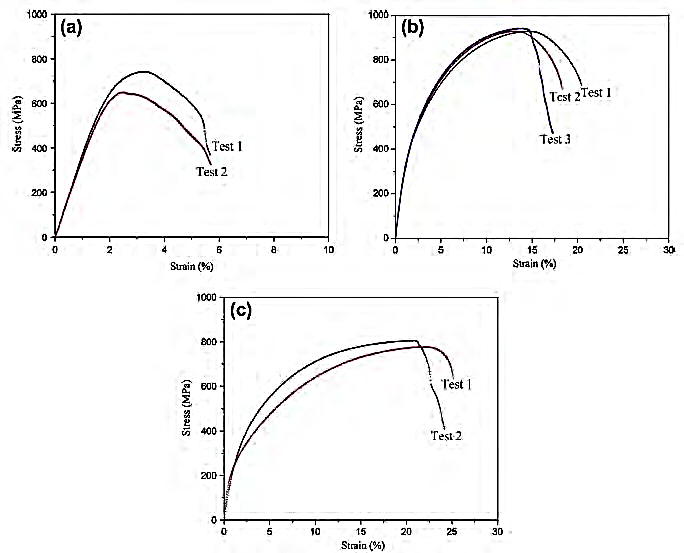 (a)
1000
800
600
400
200
0
Stress (MPa)
Test 1
Test 2
0 2 4 6 8 10
Strain (%)
(b)
1000
800
600
400
200
0
Stress (MPa)
Test 2 Test 1
Test 3
0 5 10 15 20 25 30
Strain (%)
(c)
1000
800
600
400
200
0
Stress (MPa)
Test 1
Test 2
0 5 10 15 20 25 30
Strain (%)